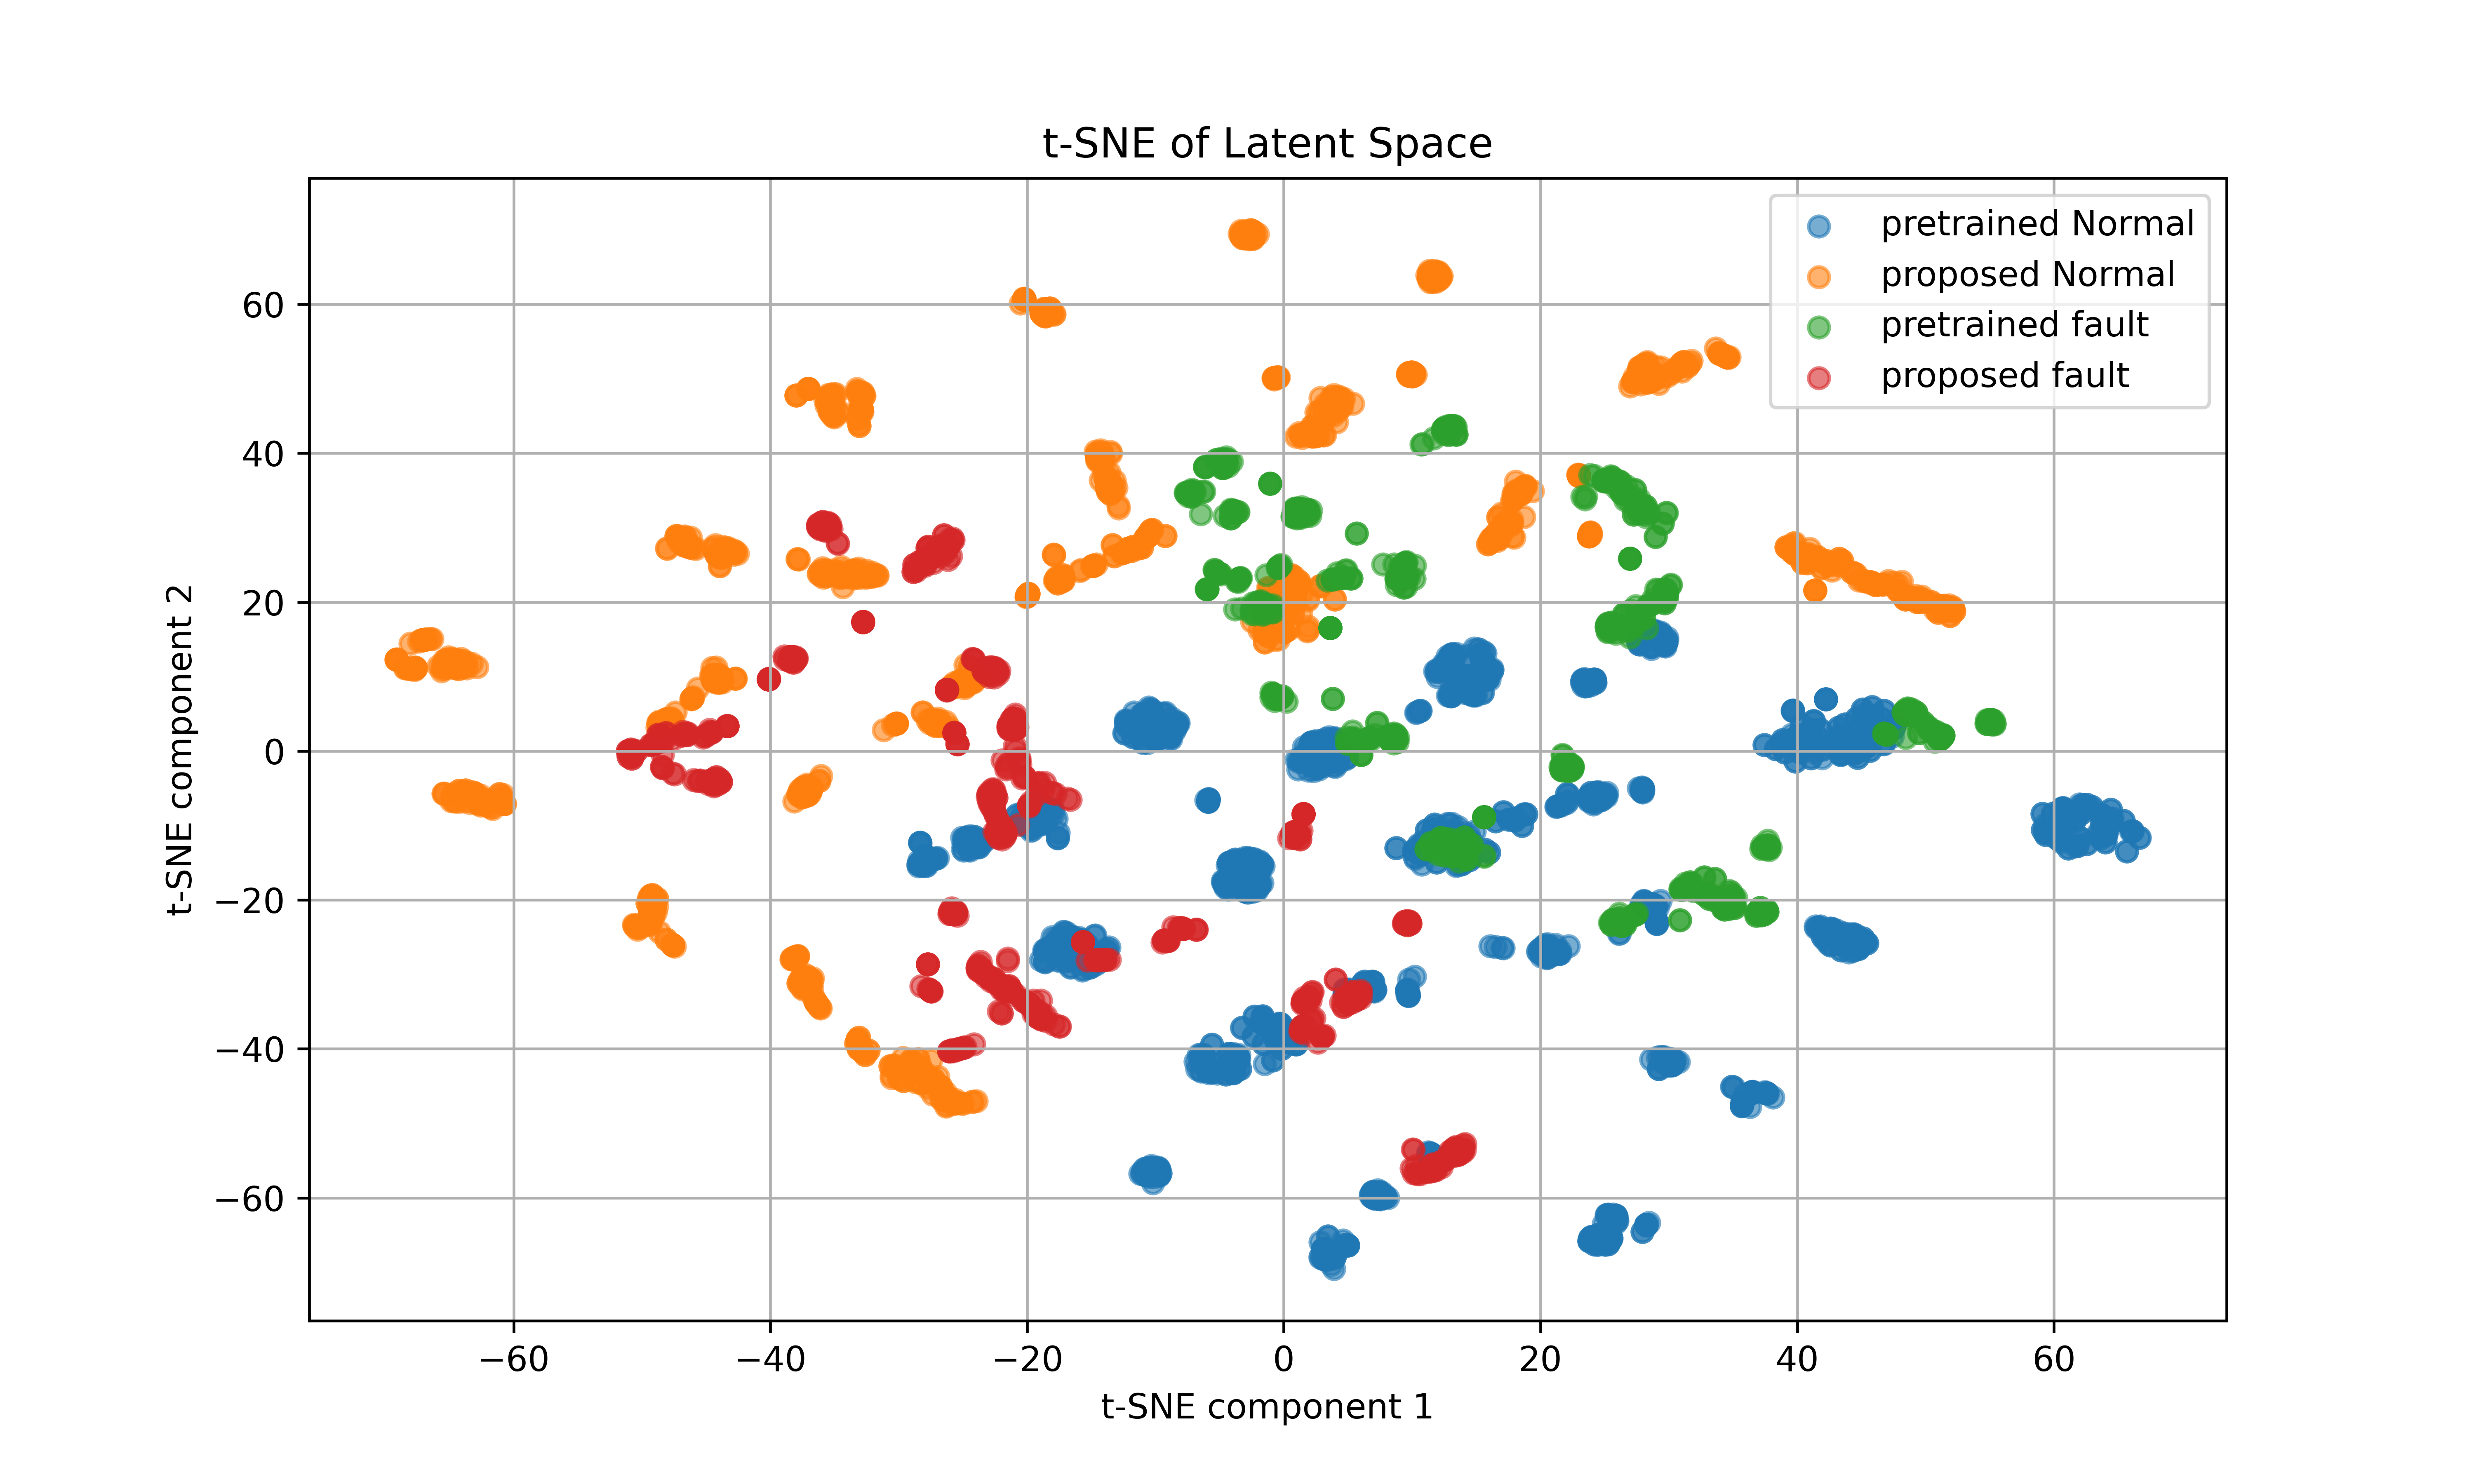 t-SNE of Latent Space
pretrained Normal
proposed Normal
pretrained fault
proposed fault
t-SNE component 2
60
40
20
0
−20
−40
−60
−60
−40
−20
0
20
40
60
t-SNE component 1